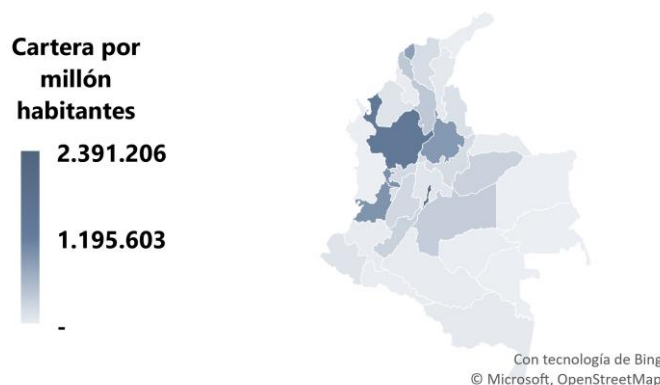 Cartera por
millón
habitantes
2.391.206
1.195.603
-
Con tecnología de Bing
© Microsoft, OpenStreetMap